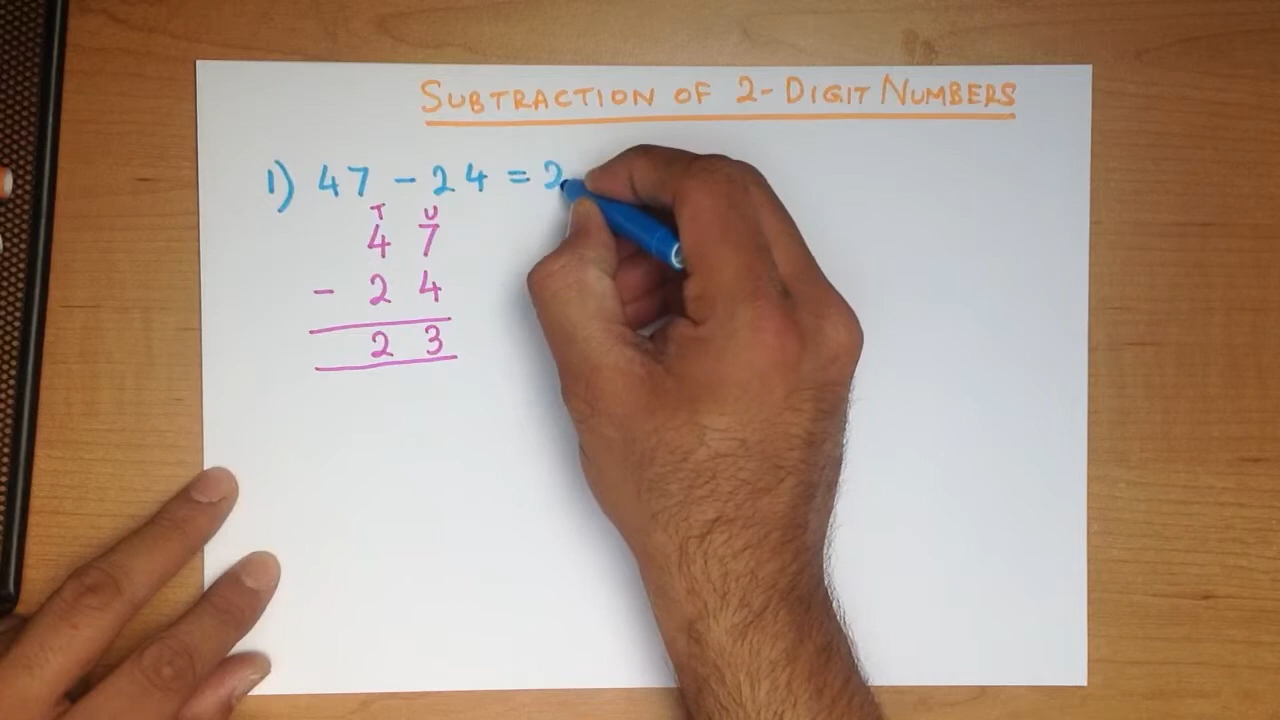 SUBTRACTION OF 2-DIGIT NUMBERS
1) 47 - 24 = 2
T U
4 7
- 2 4
2 3